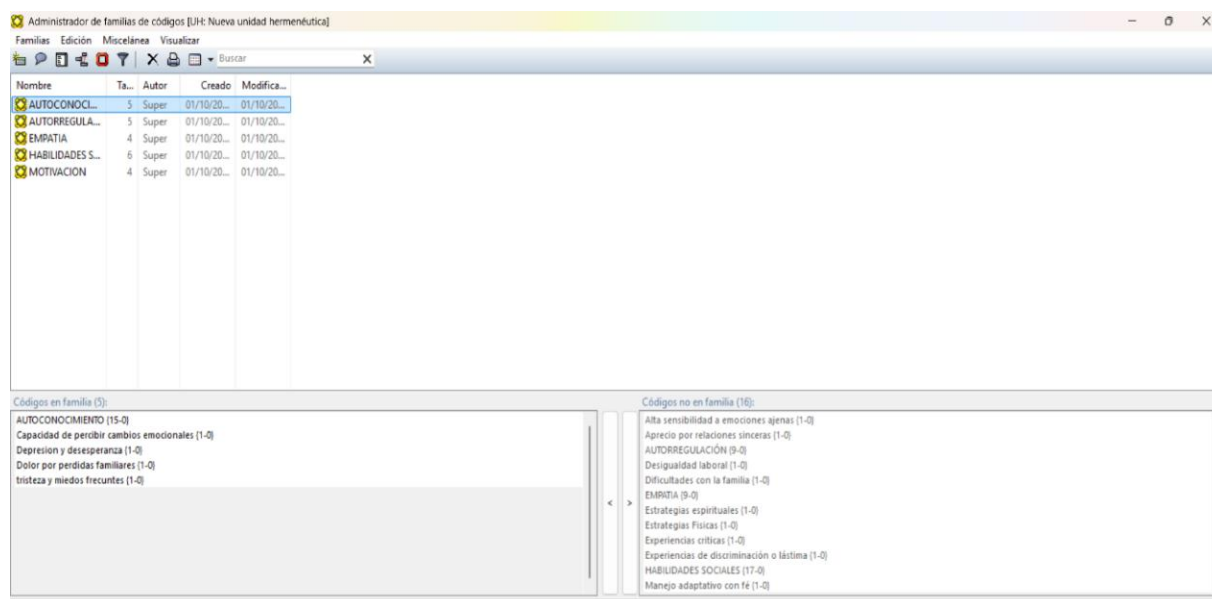 Administrador de familias de códigos [UH: Nueva unidad hermenéutica]
Familias Edición Miscelánea Visualizar
Buscar
Nombre Ta... Autor Creado Modifica...
AUTOCONOCI... 5 Super 01/10/20... 01/10/20...
AUTORREGULA... 5 Super 01/10/20... 01/10/20...
EMPATIA 4 Super 01/10/20... 01/10/20...
HABILIDADES S... 6 Super 01/10/20... 01/10/20...
MOTIVACION 4 Super 01/10/20... 01/10/20...
Códigos en familia (5):
AUTOCONOCIMIENTO {15-0}
Capacidad de percibir cambios emocionales {1-0}
Depresion y desesperanza {1-0}
Dolor por perdidas familiares {1-0}
tristeza y miedos frecuntes {1-0}
< >
Códigos no en familia (16):
Alta sensibilidad a emociones ajenas {1-0}
Aprecio por relaciones sinceras {1-0}
AUTORREGULACIÓN {9-0}
Desigualdad laboral {1-0}
Dificultades con la familia {1-0}
EMPATIA {9-0}
Estrategias espirituales {1-0}
Estrategias Fisicas {1-0}
Experiencias criticas {1-0}
Experiencias de discriminación o lástima {1-0}
HABILIDADES SOCIALES {17-0}
Manejo adaptativo con fé {1-0}